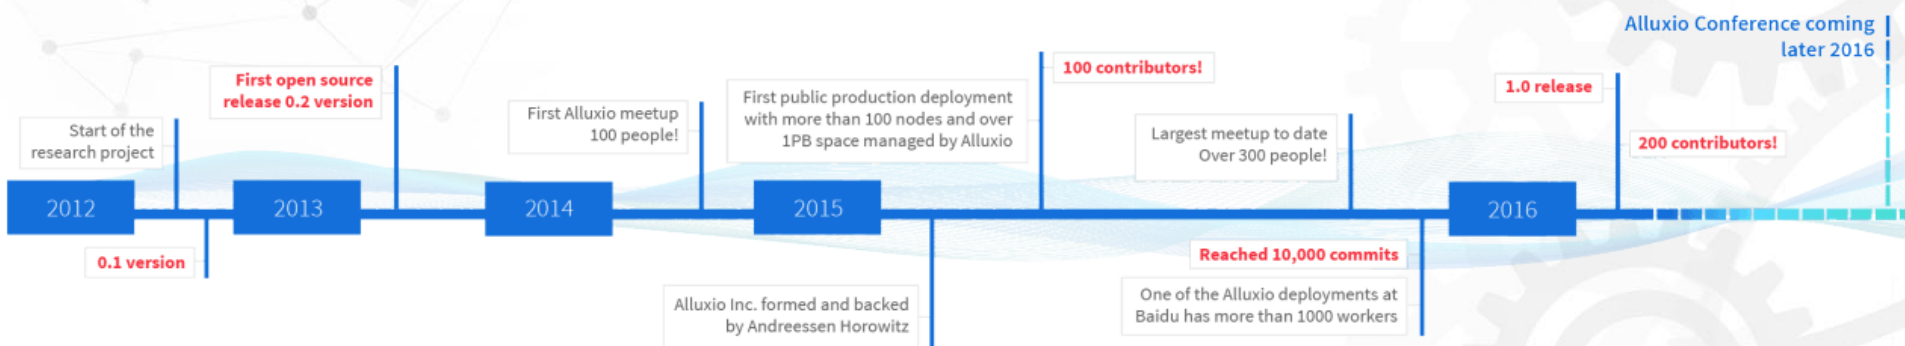 Alluxio Conference coming
later 2016
First open source
release 0.2 version
100 contributors!
First Alluxio meetup
100 people!
First public production deployment
with more than 100 nodes and over
1PB space managed by Alluxio
1.0 release
Start of the
research project
Largest meetup to date
Over 300 people!
200 contributors!
2012
2013
2014
2015
2016
0.1 version
Reached 10,000 commits
Alluxio Inc. formed and backed
by Andreessen Horowitz
One of the Alluxio deployments at
Baidu has more than 1000 workers